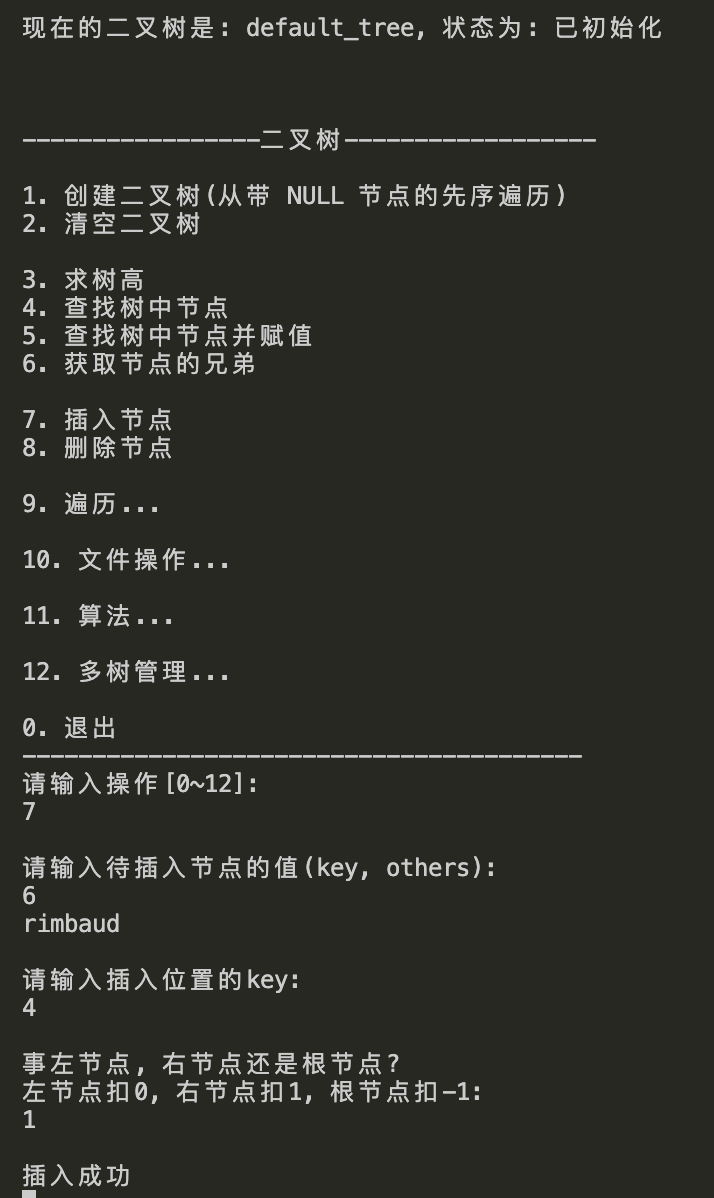 现在的二叉树是: default_tree, 状态为: 已初始化
-----------------二叉树------------------
1. 创建二叉树(从带 NULL 节点的先序遍历)
2. 清空二叉树
3. 求树高
4. 查找树中节点
5. 查找树中节点并赋值
6. 获取节点的兄弟
7. 插入节点
8. 删除节点
9. 遍历...
10. 文件操作...
11. 算法...
12. 多树管理...
0. 退出
----------------------------------------
请输入操作[0~12]:
7
请输入待插入节点的值(key, others):
6
rimbaud
请输入插入位置的key:
4
事左节点, 右节点还是根节点?
左节点扣0, 右节点扣1, 根节点扣-1:
1
插入成功